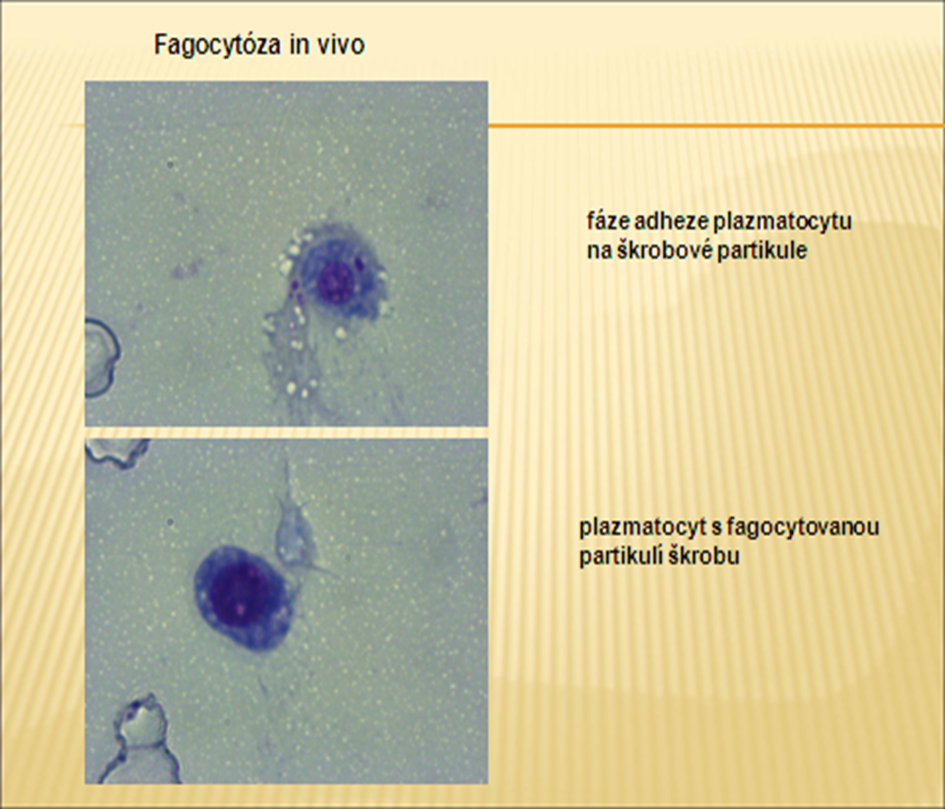 Fagocytóza in vivo
fáze adheze plazmatocytu
na škrobové partikule
plazmatocyt s fagocytovanou
partikulí škrobu